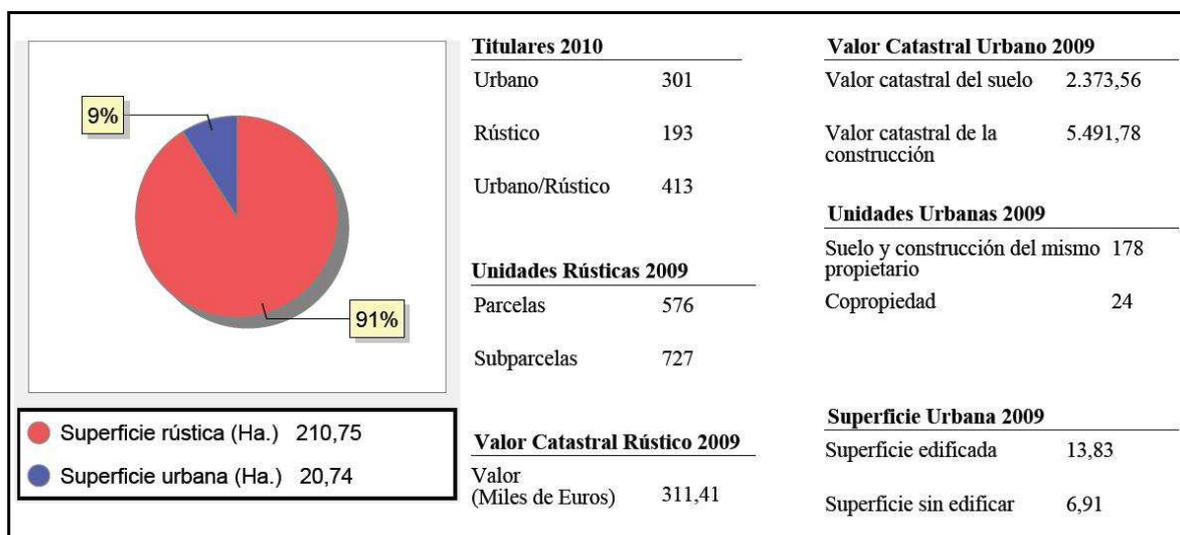 9%
91%
Superficie rústica (Ha.) 210,75
Superficie urbana (Ha.) 20,74
Titulares 2010
Urbano 301
Rústico 193
Urbano/Rústico 413
Unidades Rústicas 2009
Parcelas 576
Subparcelas 727
Valor Catastral Rústico 2009
Valor
(Miles de Euros) 311,41
Valor Catastral Urbano 2009
Valor catastral del suelo 2.373,56
Valor catastral de la 5.491,78
construcción
Unidades Urbanas 2009
Suelo y construcción del mismo 178
propietario
Copropiedad 24
Superficie Urbana 2009
Superficie edificada 13,83
Superficie sin edificar 6,91